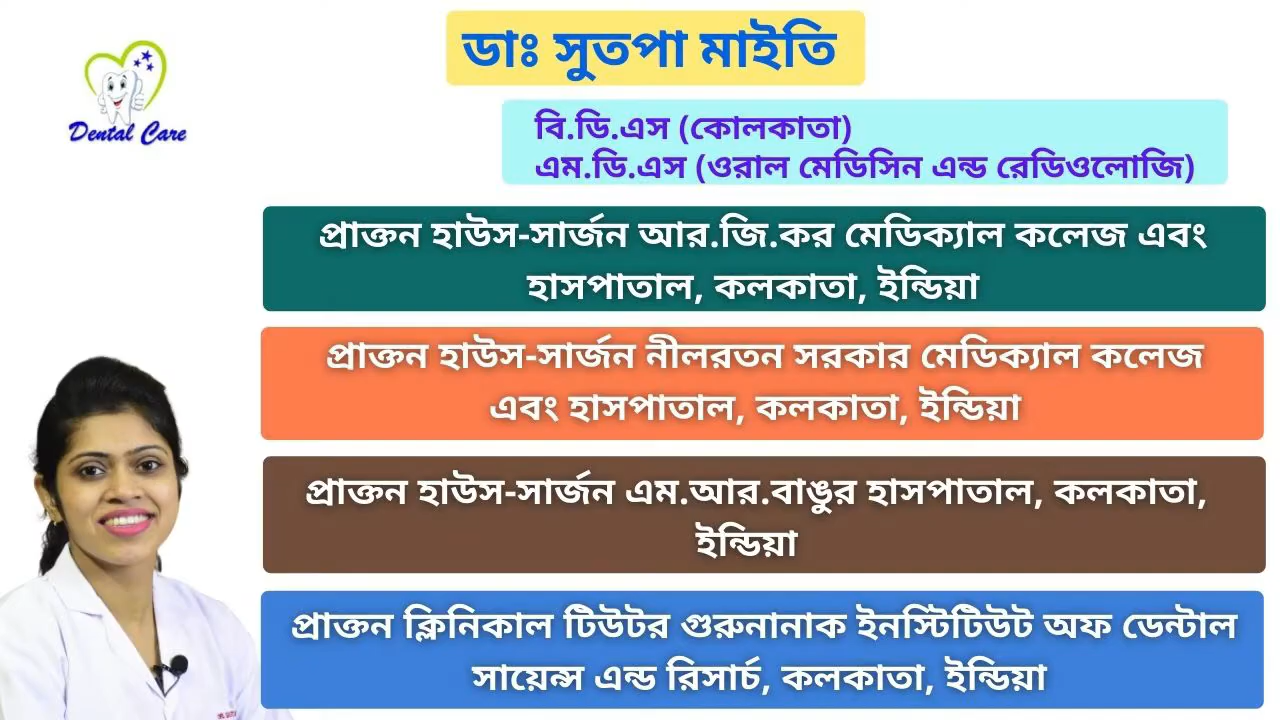 ডাঃ সুতপা মাইতি
Dental Care
বি.ডি.এস (কোলকাতা)
এম.ডি.এস (ওরাল মেডিসিন এন্ড রেডিওলোজি)
প্রাক্তন হাউস-সার্জন আর.জি.কর মেডিক্যাল কলেজ এবং
হাসপাতাল, কলকাতা, ইন্ডিয়া
প্রাক্তন হাউস-সার্জন নীলরতন সরকার মেডিক্যাল কলেজ
এবং হাসপাতাল, কলকাতা, ইন্ডিয়া
প্রাক্তন হাউস-সার্জন এম.আর.বাঙুর হাসপাতাল, কলকাতা,
ইন্ডিয়া
প্রাক্তন ক্লিনিকাল টিউটর গুরুনানাক ইনস্টিটিউট অফ ডেন্টাল
সায়েন্স এন্ড রিসার্চ, কলকাতা, ইন্ডিয়া